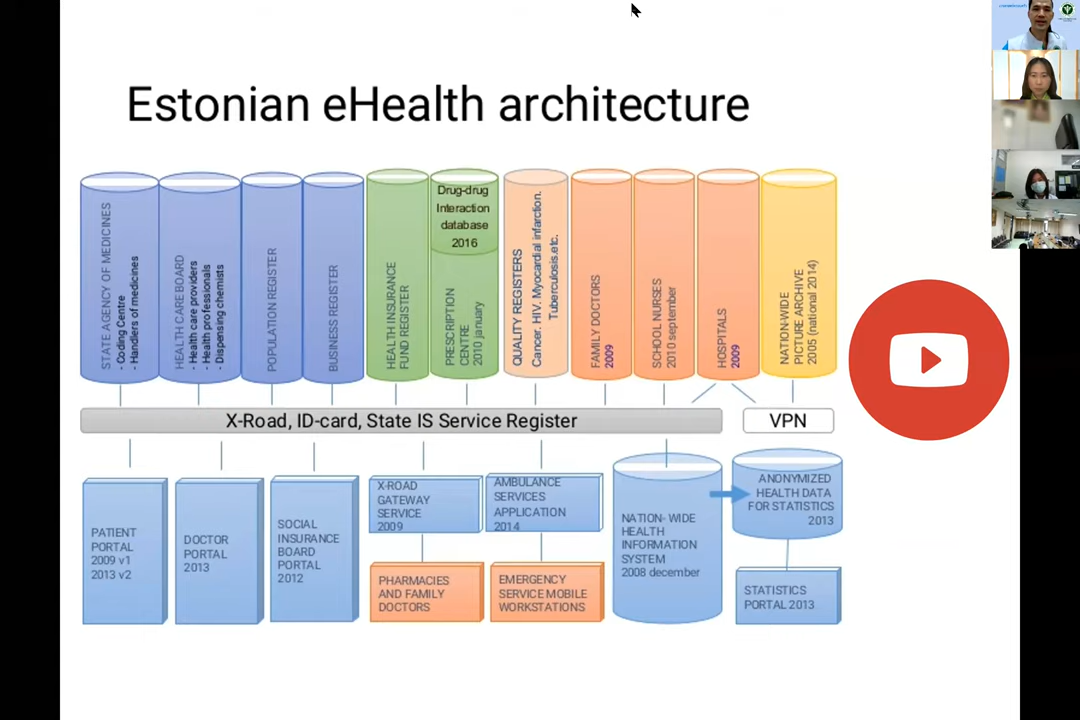 Estonian eHealth architecture
STATE AGENCY OF MEDICINES
- Coding Centre
- Handlers of medicines
HEALTH CARE BOARD
- Health care providers
- Health professionals
- Dispensing chemists
POPULATION REGISTER
BUSINESS REGISTER
HEALTH INSURANCE
FUND REGISTER
Drug-drug
Interaction
database
2016
PRESCRIPTION
CENTRE
2010 january
QUALITY REGISTERS
Cancer. HIV. Myocardial infarction.
Tuberculosis.etc.
FAMILY DOCTORS
2009
SCHOOL NURSES
2010 september
HOSPITALS
2009
NATION-WIDE
PICTURE ARCHIVE
2005 (national 2014)
X-Road, ID-card, State IS Service Register
VPN
PATIENT
PORTAL
2009 v1
2013 v2
DOCTOR
PORTAL
2013
SOCIAL
INSURANCE
BOARD
PORTAL
2012
X-ROAD
GATEWAY
SERVICE
2009
PHARMACIES
AND FAMILY
DOCTORS
AMBULANCE
SERVICES
APPLICATION
2014
EMERGENCY
SERVICE MOBILE
WORKSTATIONS
NATION- WIDE
HEALTH
INFORMATION
SYSTEM
2008 december
ANONYMIZED
HEALTH DATA
FOR STATISTICS
2013
STATISTICS
PORTAL 2013